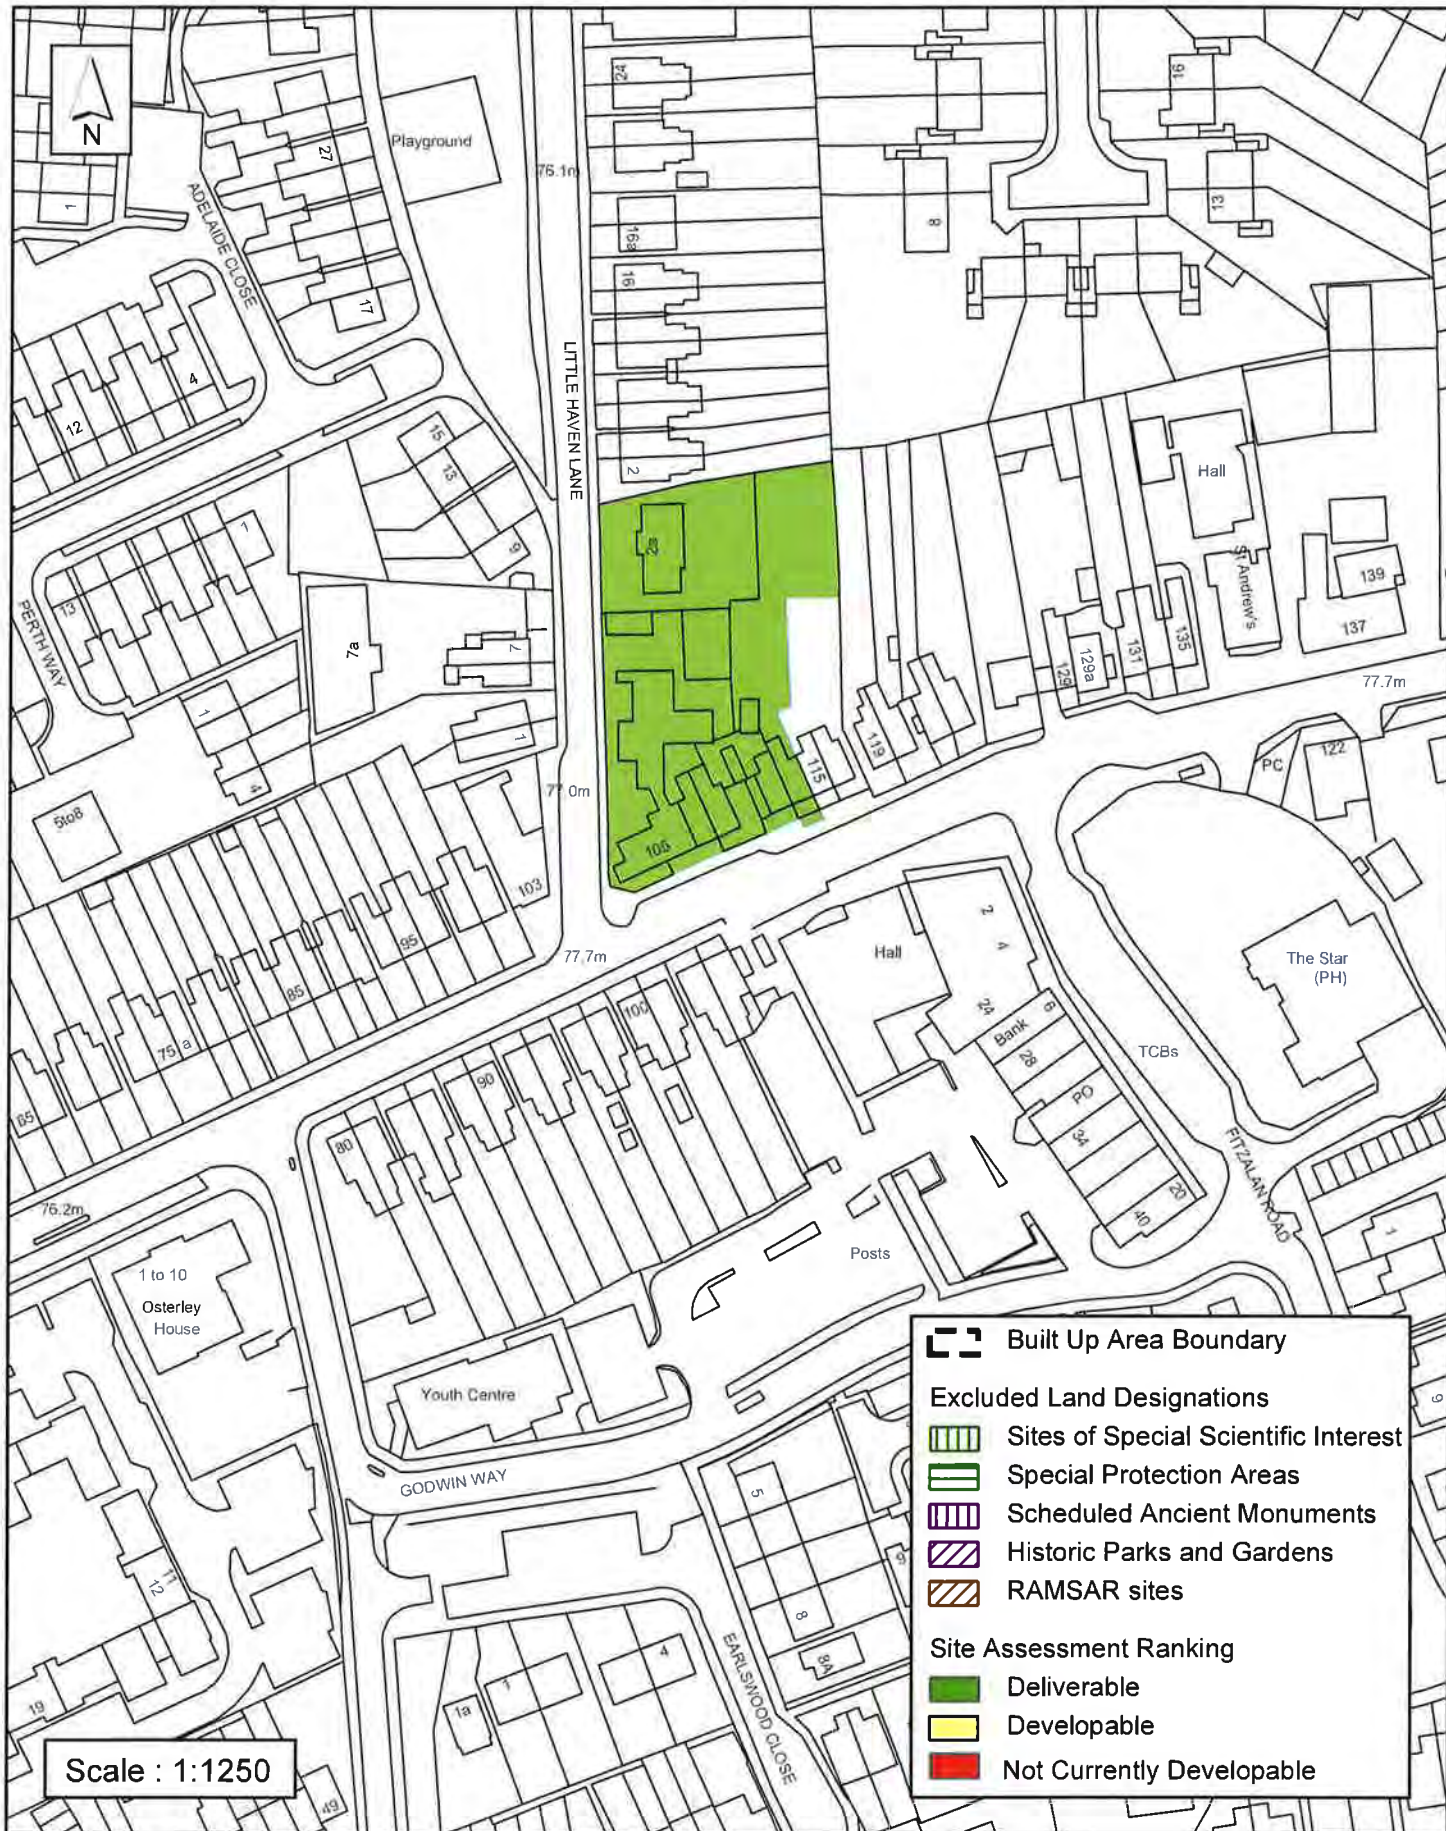 N
1
ADELAIDE CLOSE
27
17
Playground
76.1m
24
16a
16
2
8
16
13
LITTLE HAVEN LANE
12
4
15
13
9
1
13
PERTH WAY
7a
7
1
1
4
5to8
2a
105
115
119
129
129a
131
135
Hall
St Andrew's
139
137
77.7m
PC
122
77.0m
103
95
85
75
a
65
77.7m
76.2m
80
90
100
Hall
2
4
24
Bank
6
28
PO
34
40
20
TCBs
The Star
(PH)
FITZALAN ROAD
1
Posts
1 to 10
Osterley
House
Youth Centre
GODWIN WAY
11
12
19
49
1a
1
4
EARLSWOOD CLOSE
5
8
8A
9
9
Built Up Area Boundary
Excluded Land Designations
Sites of Special Scientific Interest
Special Protection Areas
Scheduled Ancient Monuments
Historic Parks and Gardens
RAMSAR sites
Site Assessment Ranking
Deliverable
Developable
Not Currently Developable
Scale : 1:1250